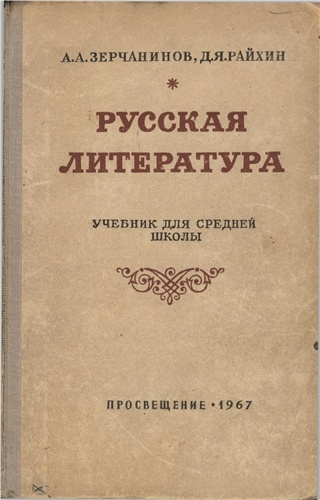 А.А.ЗЕРЧАНИНОВ, Д.Я.РАЙХИН
*
РУССКАЯ
ЛИТЕРАТУРА
УЧЕБНИК ДЛЯ СРЕДНЕЙ
ШКОЛЫ
ПРОСВЕЩЕНИЕ • 1967